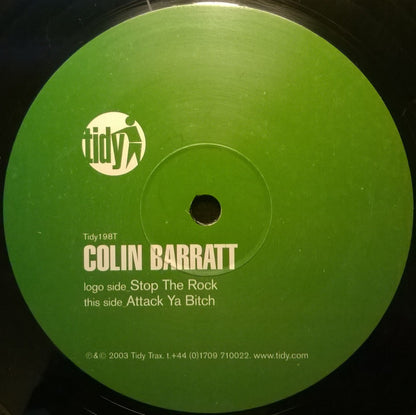 tidy
Tidy198T
COLIN BARRATT
logo side Stop The Rock
this side Attack Ya Bitch
℗&© 2003 Tidy Trax. t.+44 (0)1709 710022. www.tidy.com